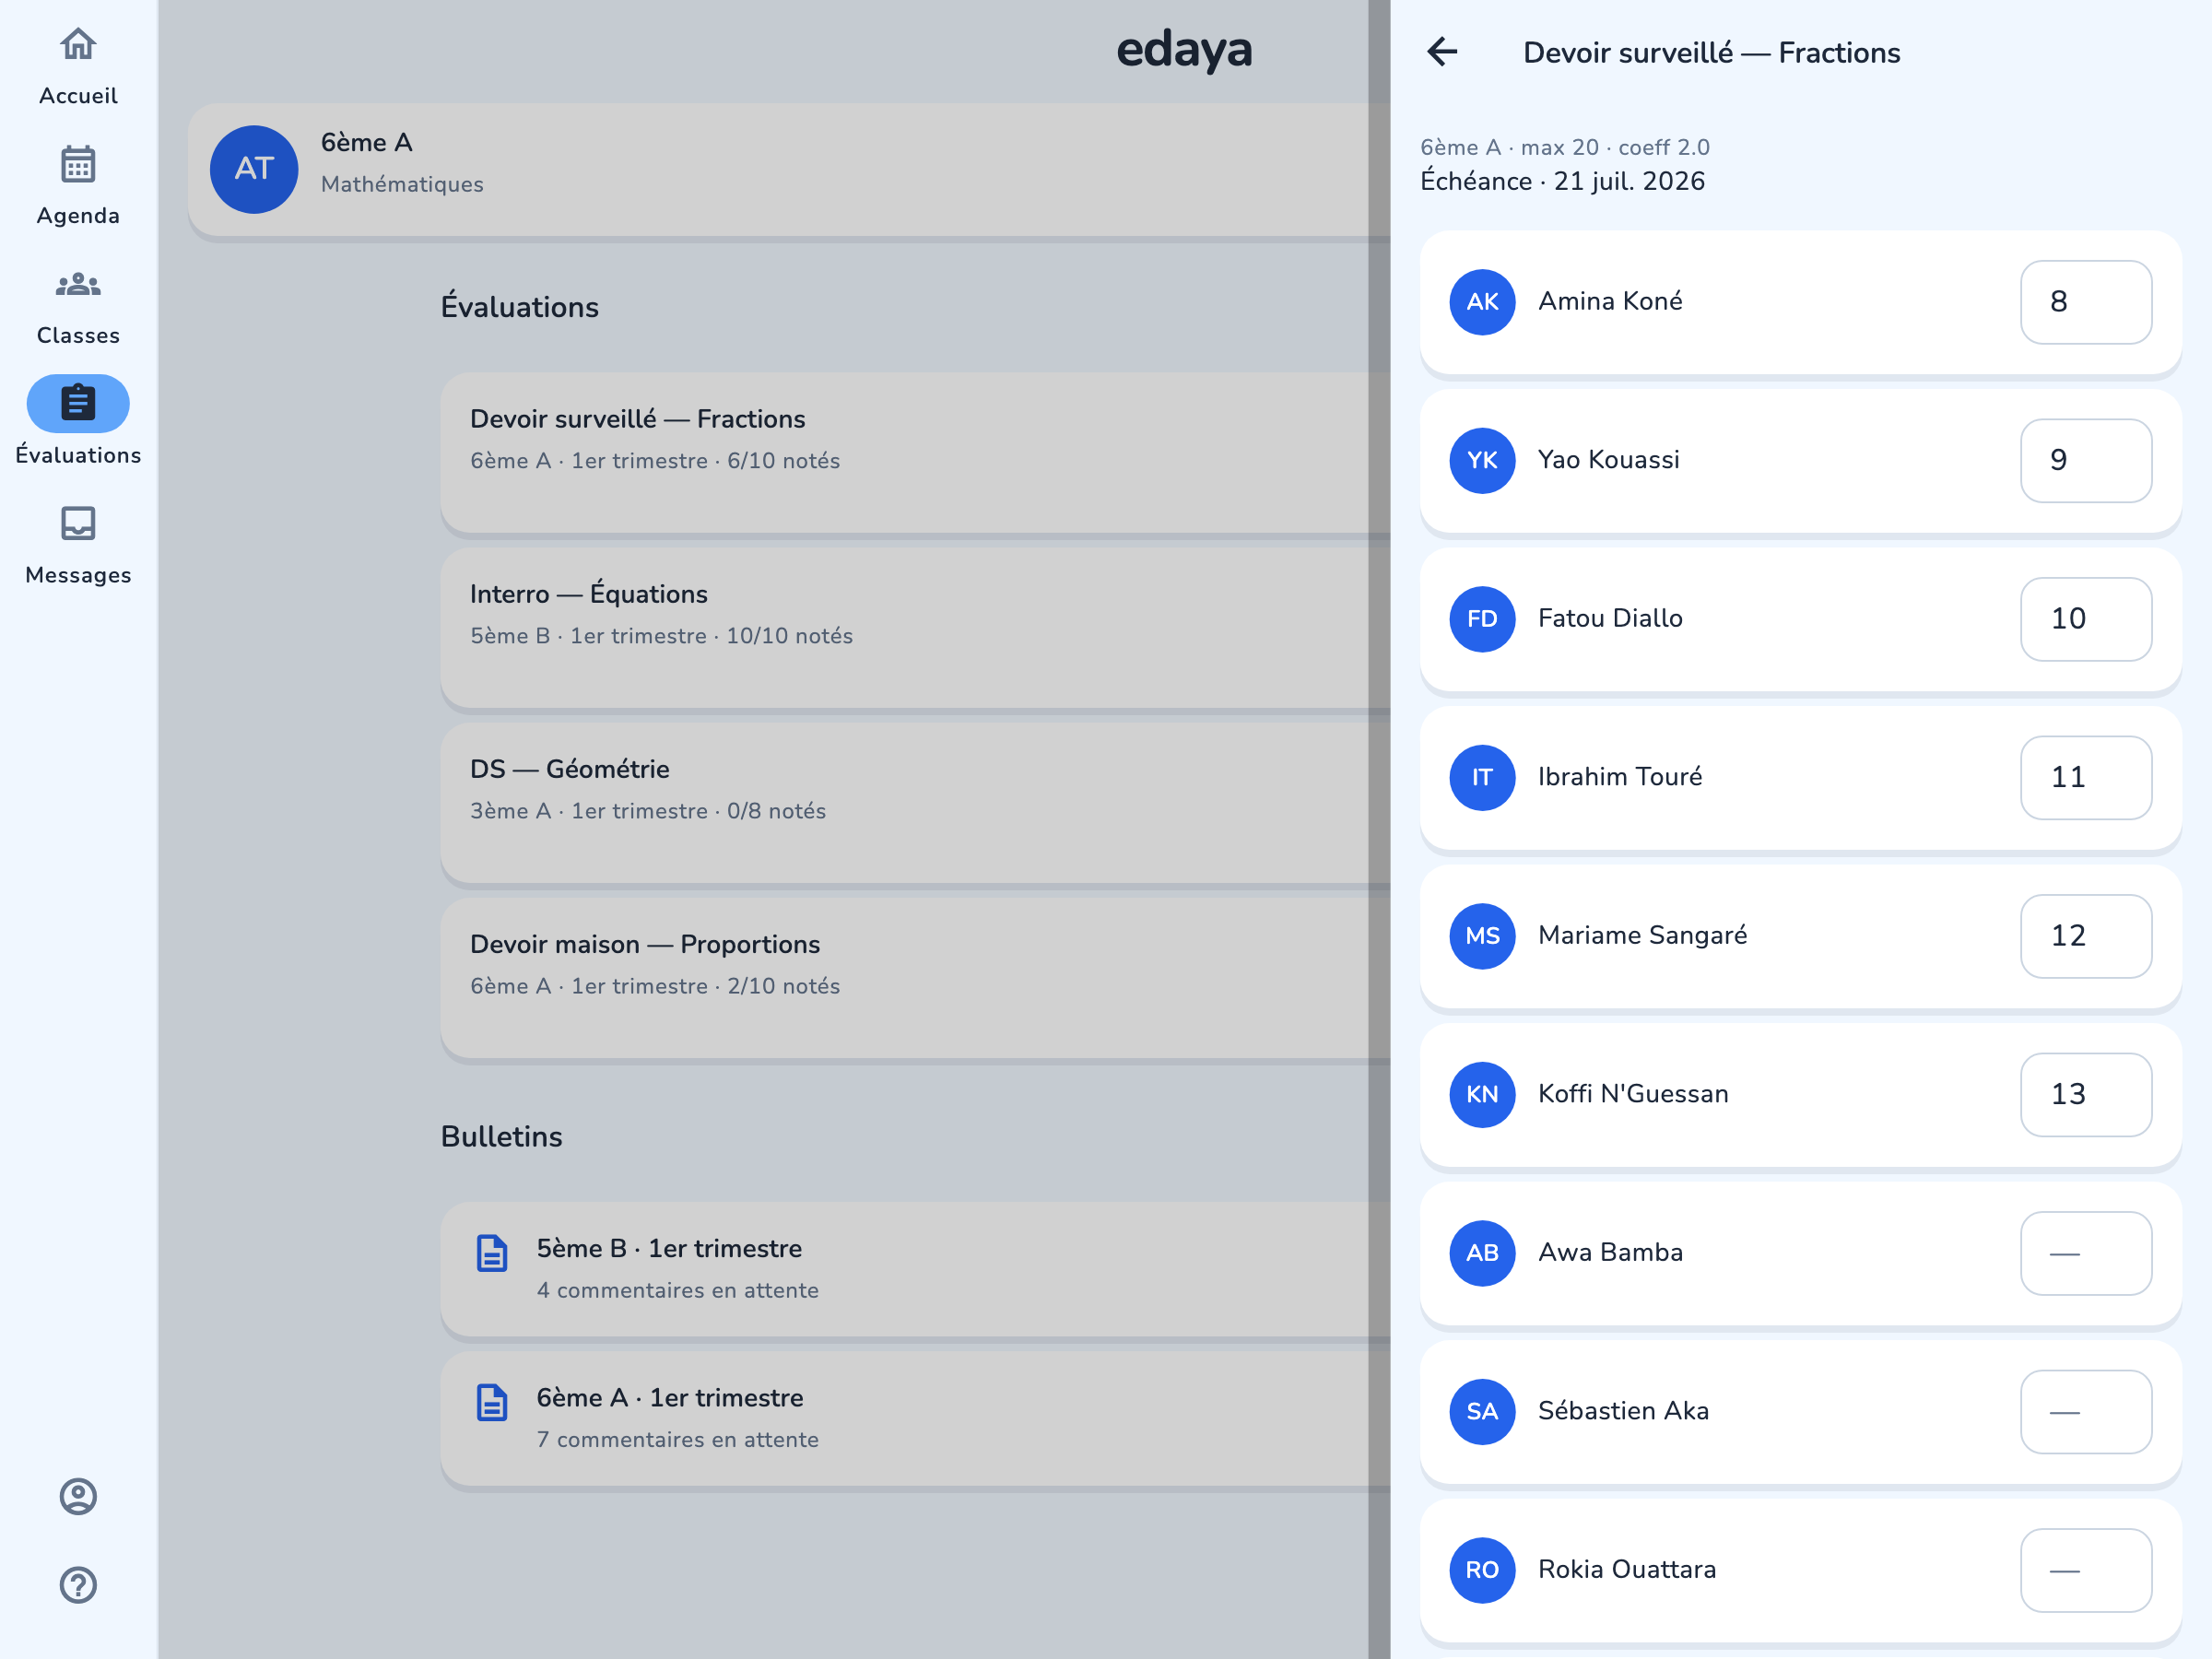 Accueil
Agenda
Classes
Évaluations
Messages
edaya
AT
6ème A
Mathématiques
Évaluations
Devoir surveillé — Fractions
6ème A · 1er trimestre · 6/10 notés
Interro — Équations
5ème B · 1er trimestre · 10/10 notés
DS — Géométrie
3ème A · 1er trimestre · 0/8 notés
Devoir maison — Proportions
6ème A · 1er trimestre · 2/10 notés
Bulletins
5ème B · 1er trimestre
4 commentaires en attente
6ème A · 1er trimestre
7 commentaires en attente
Devoir surveillé — Fractions
6ème A · max 20 · coeff 2.0
Échéance · 21 juil. 2026
AK Amina Koné 8
YK Yao Kouassi 9
FD Fatou Diallo 10
IT Ibrahim Touré 11
MS Mariame Sangaré 12
KN Koffi N'Guessan 13
AB Awa Bamba —
SA Sébastien Aka —
RO Rokia Ouattara —